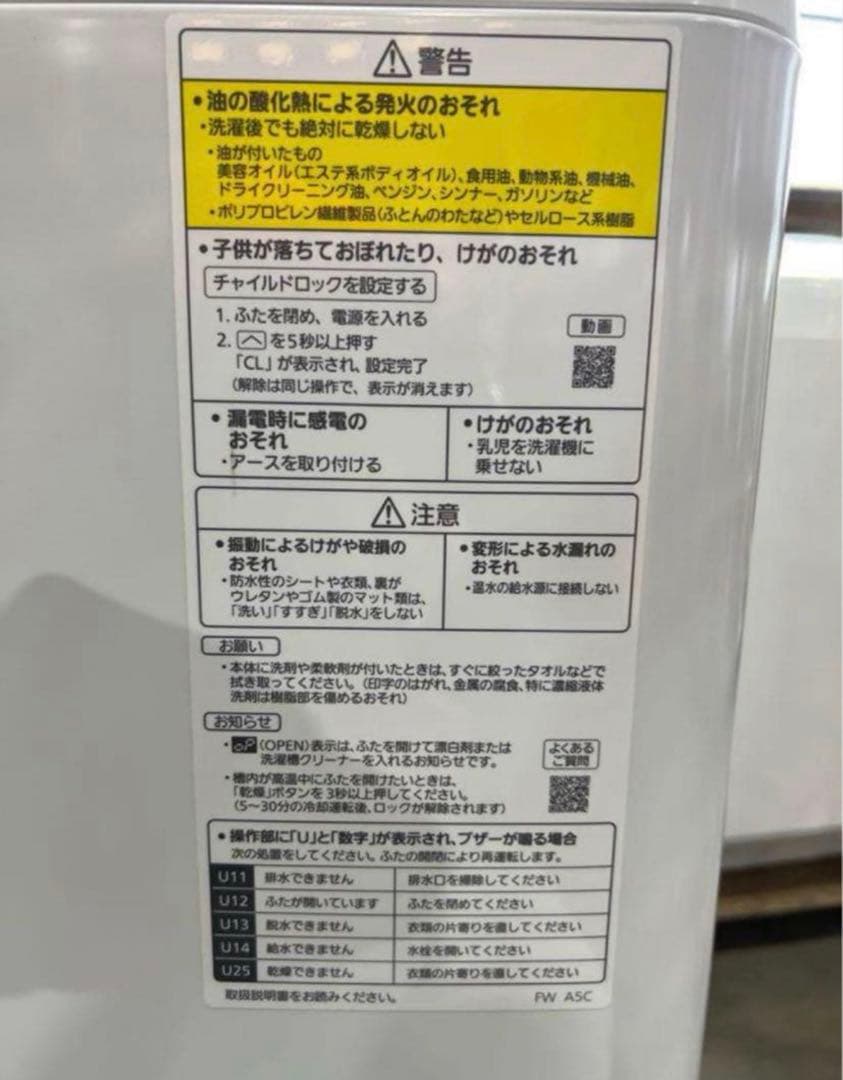 警告
・油の酸化熱による発火のおそれ
・洗濯後でも絶対に乾燥しない
・油が付いたもの
美容オイル(エステ系ボディオイル)、食用油、動物系油、機械油、
ドライクリーニング油、ベンジン、シンナー、ガソリンなど
・ポリプロピレン繊維製品(ふとんのわたなど)やセルロース系樹脂
・子供が落ちておぼれたり、けがのおそれ
チャイルドロックを設定する
1. ふたを閉め、電源を入れる
2. を5秒以上押す
「CL」が表示され、設定完了
(解除は同じ操作で、表示が消えます)
動画
・漏電時に感電の
おそれ
・アースを取り付ける
・けがのおそれ
・乳児を洗濯機に
乗せない
注意
・振動によるけがや破損の
おそれ
・防水性のシートや衣類、裏が
ウレタンやゴム製のマット類は、
「洗い」「すすぎ」「脱水」をしない
・変形による水漏れの
おそれ
・温水の給水源に接続しない
お願い
・本体に洗剤や柔軟剤が付いたときは、すぐに絞ったタオルなどで
拭き取ってください。(印字のはがれ、金属の腐食、特に濃縮液体
洗剤は樹脂部を傷めるおそれ)
お知らせ
・oP(OPEN)表示は、ふたを開けて漂白剤または
洗濯槽クリーナーを入れるお知らせです。
・槽内が高温中にふたを開けたいときは、
「乾燥」ボタンを3秒以上押してください。
(5〜30分の冷却運転後、ロックが解除されます)
よくある
ご質問
・操作部に「U」と「数字」が表示され、ブザーが鳴る場合
次の処置をしてください。ふたの開閉により再運転します。
U11 排水できません 排水口を掃除してください
U12 ふたが開いています ふたを閉めてください
U13 脱水できません 衣類の片寄りを直してください
U14 給水できません 水栓を開いてください
U25 乾燥できません 衣類の片寄りを直してください
取扱説明書をお読みください。 FW A5C